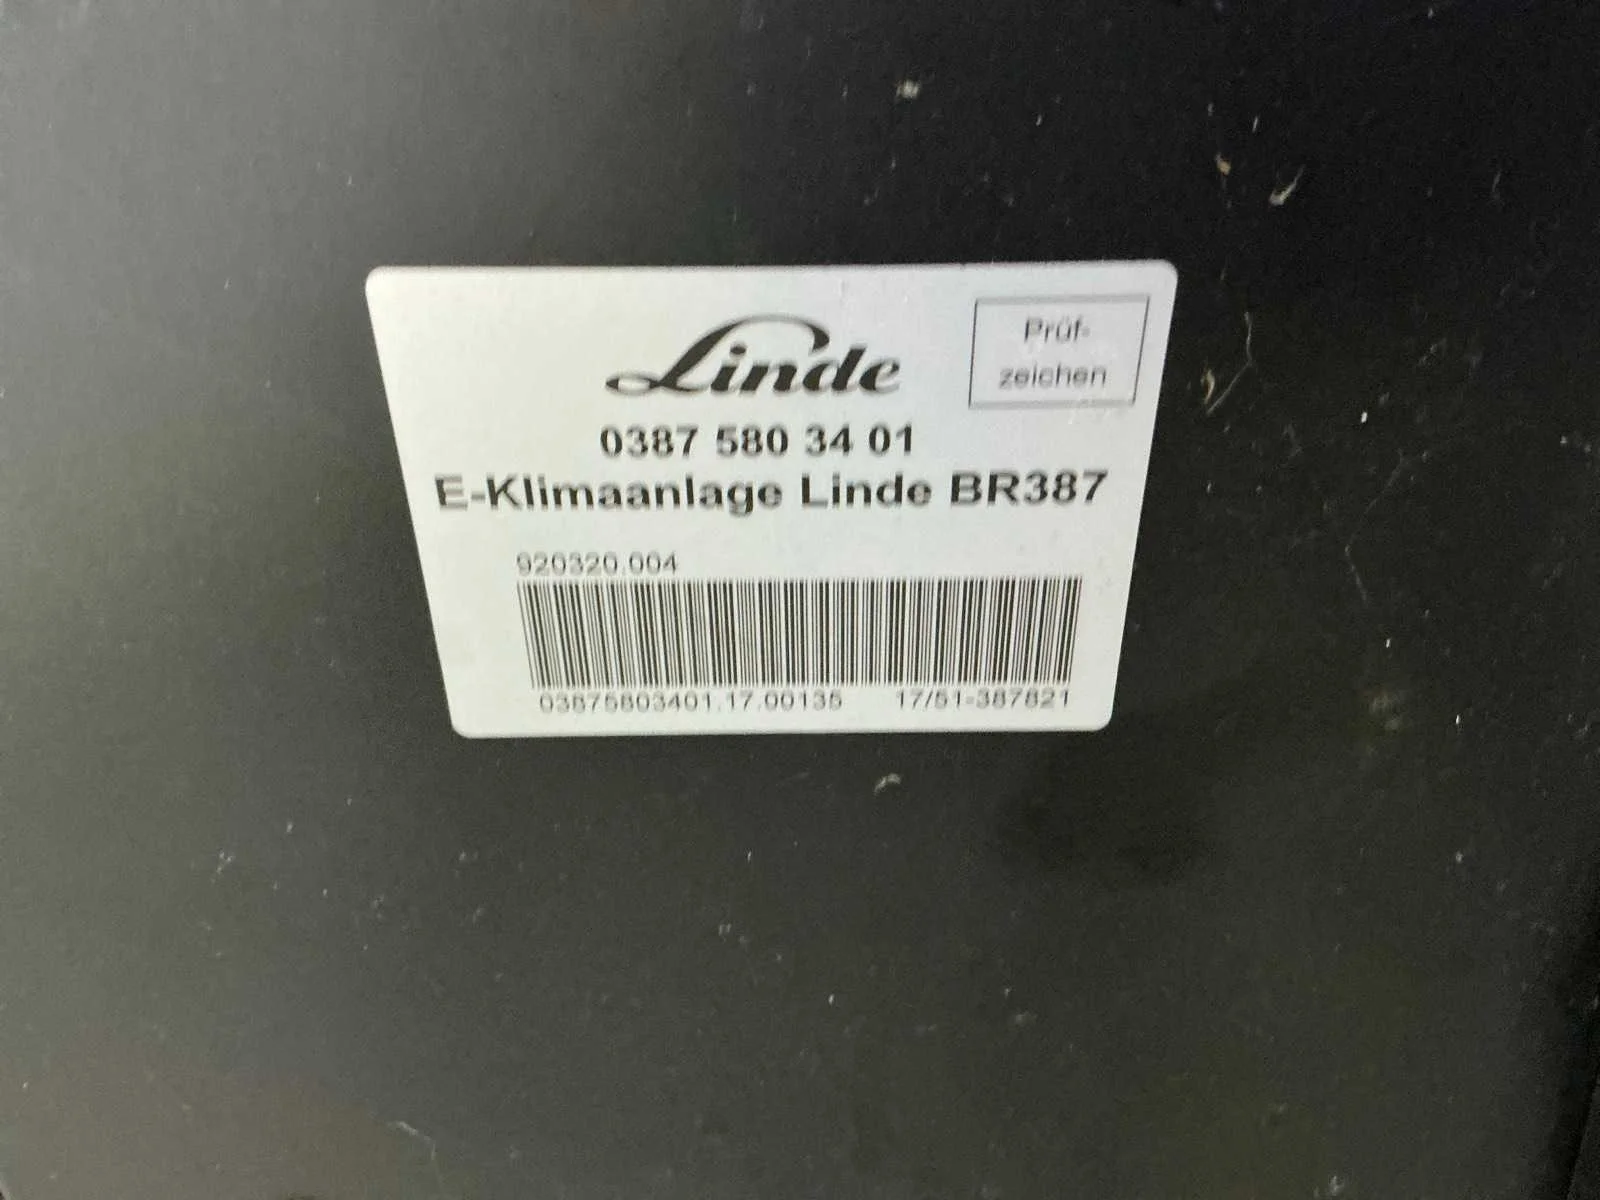 Linde
Prüf-
zeichen
0387 580 34 01
E-Klimaanlage Linde BR387
920320.004
03875803401.17.00135 17/51-387821